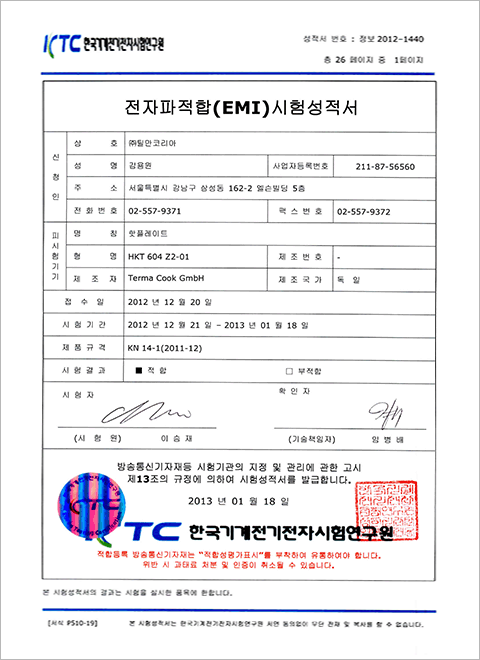 KTC 한국기계전기전자시험연구원
성적서 번호 : 정보 2012-1440
총 26 페이지 중 1페이지
전자파적합(EMI)시험성적서
신청인
상 호 ㈜틸만코리아
성 명 김용원 사업자등록번호 211-87-56560
주 소 서울특별시 강남구 삼성동 162-2 엘슨빌딩 5층
전화번호 02-557-9371 팩스번호 02-557-9372
피시험기기
명 칭 핫플레이트
형 명 HKT 604 Z2-01 제조번호 -
제 조 자 Terma Cook GmbH 제조국가 독 일
접 수 일 2012 년 12 월 20 일
시 험 기 간 2012 년 12 월 21 일 - 2013 년 01 월 18 일
제 품 규 격 KN 14-1(2011-12)
시 험 결 과 ■ 적 합 □ 부적합
시 험 자 확 인 자
(시 험 원) 이 승 재 (기술책임자) 임 병 배
방송통신기자재등 시험기관의 지정 및 관리에 관한 고시
제13조의 규정에 의하여 시험성적서를 발급합니다.
2013 년 01 월 18 일
KTC 한국기계전기전자시험연구원
적합등록 방송통신기자재는 "적합성평가표시"를 부착하여 유통하여야 합니다.
위반 시 과태료 처분 및 인증이 취소될 수 있습니다.
본 시험성적서의 결과는 시험을 실시한 품목에 한합니다.
[서식 P510-19] 본 시험성적서는 한국기계전기전자시험연구원 서면 동의없이 무단 전재 및 복사를 할 수 없습니다.